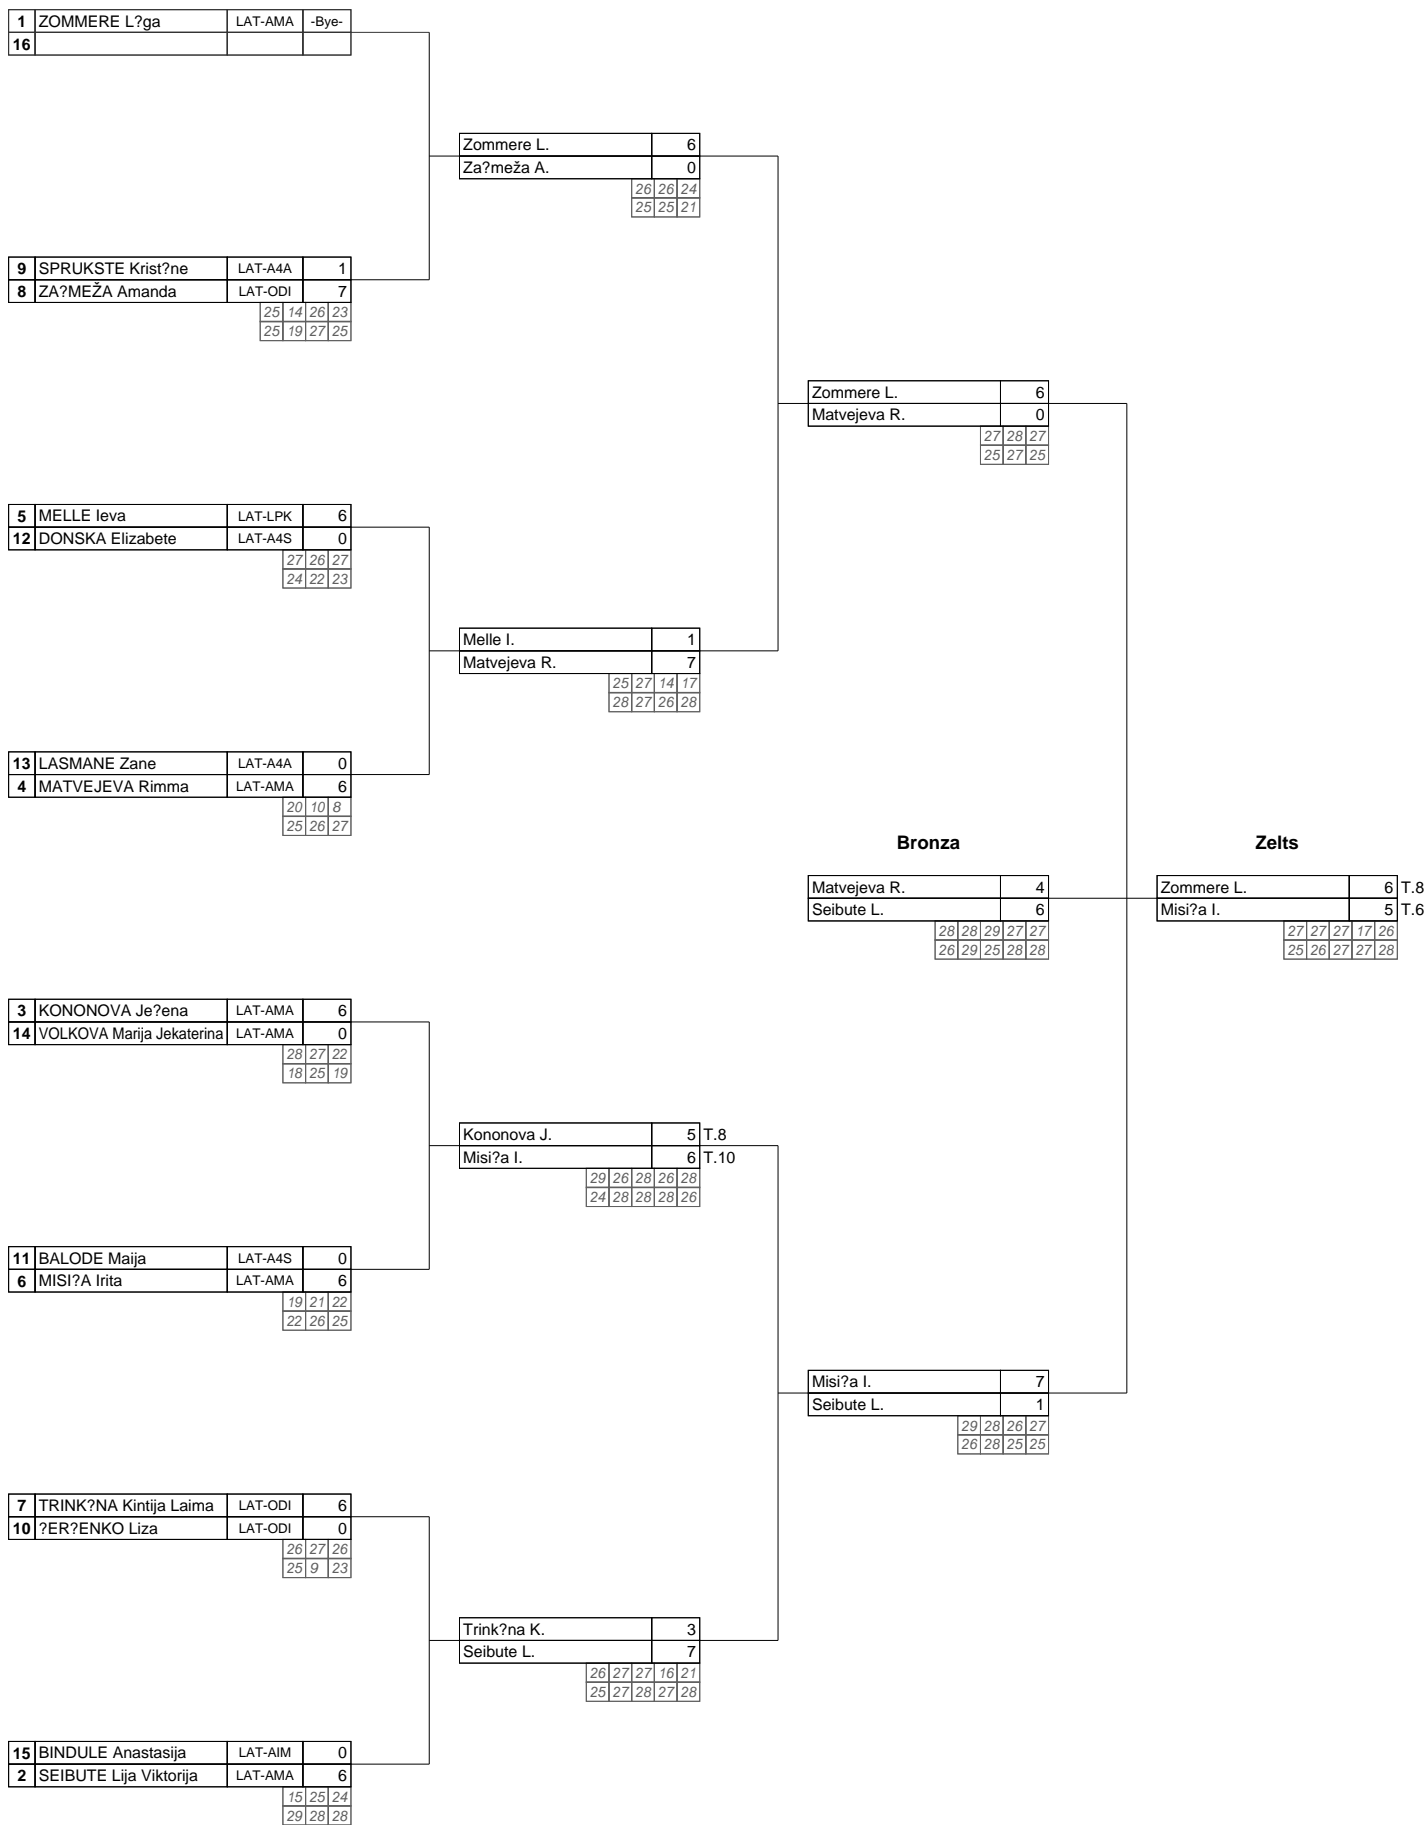 1 ZOMMERE L?ga LAT-AMA -Bye-
16
Zommere L. 6
Za?meža A. 0
26 26 24
25 25 21
9 SPRUKSTE Krist?ne LAT-A4A 1
8 ZA?MEŽA Amanda LAT-ODI 7
25 14 26 23
25 19 27 25
Zommere L. 6
Matvejeva R. 0
27 28 27
25 27 25
5 MELLE Ieva LAT-LPK 6
12 DONSKA Elizabete LAT-A4S 0
27 26 27
24 22 23
Melle I. 1
Matvejeva R. 7
25 27 14 17
28 27 26 28
13 LASMANE Zane LAT-A4A 0
4 MATVEJEVA Rimma LAT-AMA 6
20 10 8
25 26 27
Bronza Zelts
Matvejeva R. 4 Zommere L. 6 T.8
Seibute L. 6 Misi?a I. 5 T.6
28 28 29 27 27 27 27 27 17 26
26 29 25 28 28 25 26 27 27 28
3 KONONOVA Je?ena LAT-AMA 6
14 VOLKOVA Marija Jekaterina LAT-AMA 0
28 27 22
18 25 19
Kononova J. 5 T.8
Misi?a I. 6 T.10
29 26 28 26 28
24 28 28 28 26
11 BALODE Maija LAT-A4S 0
6 MISI?A Irita LAT-AMA 6
19 21 22
22 26 25
Misi?a I. 7
Seibute L. 1
29 28 26 27
26 28 25 25
7 TRINK?NA Kintija Laima LAT-ODI 6
10 ?ER?ENKO Liza LAT-ODI 0
26 27 26
25 9 23
Trink?na K. 3
Seibute L. 7
26 27 27 16 21
25 27 28 27 28
15 BINDULE Anastasija LAT-AIM 0
2 SEIBUTE Lija Viktorija LAT-AMA 6
15 25 24
29 28 28